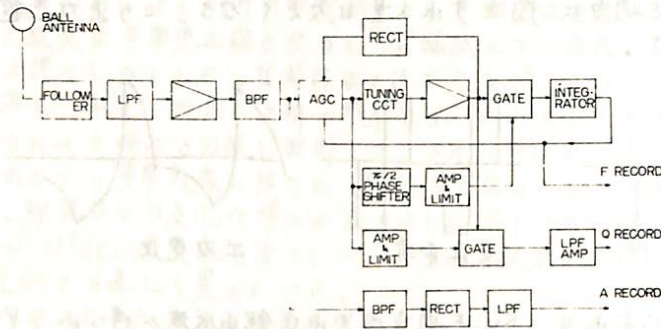 BALL
ANTENNA
RECT
FOLLOW
ER
LPF
BPF
AGC
TUNING
CCT
GATE
INTEG-
RATOR
F RECORD
π/2
PHASE
SHIFTER
AMP
&
LIMIT
AMP
&
LIMIT
GATE
LPF
AMP
Q RECORD
BPF
RECT
LPF
A RECORD